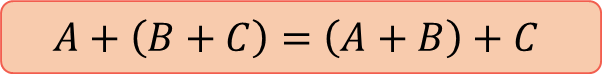 A + (B + C) = (A + B) + C